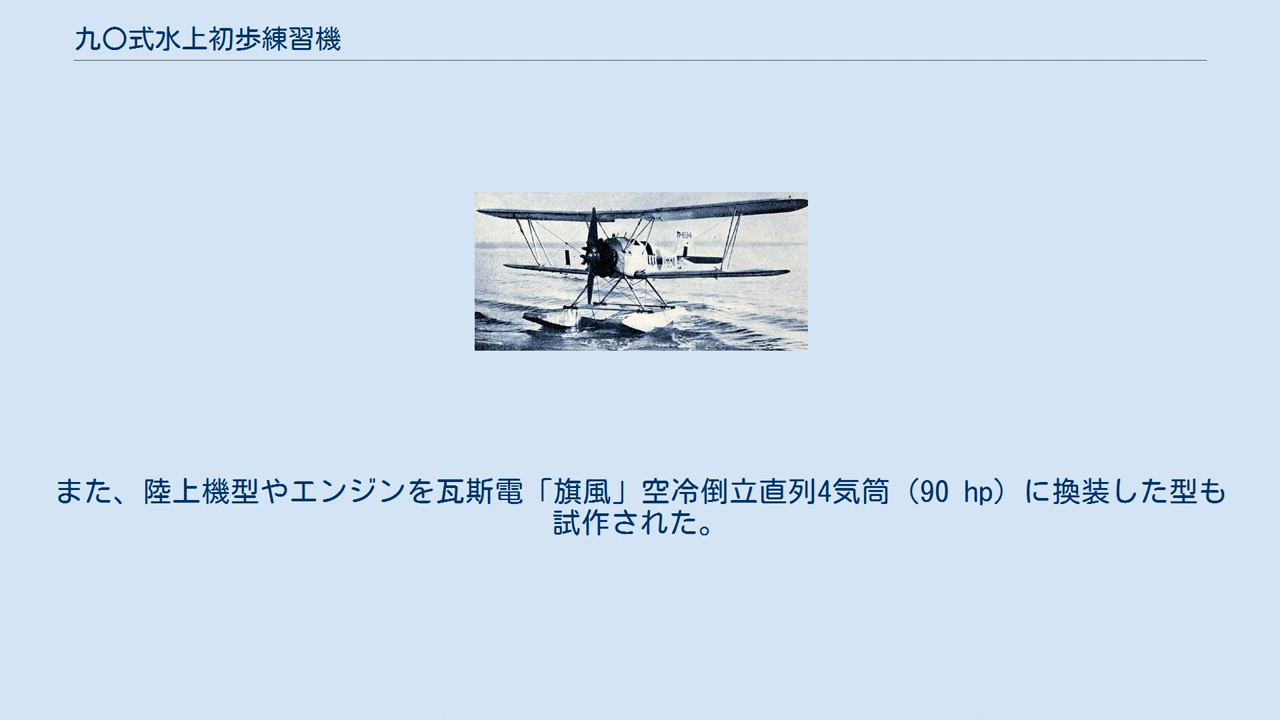 九〇式水上初歩練習機
また、陸上機型やエンジンを瓦斯電「旗風」空冷倒立直列4気筒（90 hp）に換装した型も
試作された。